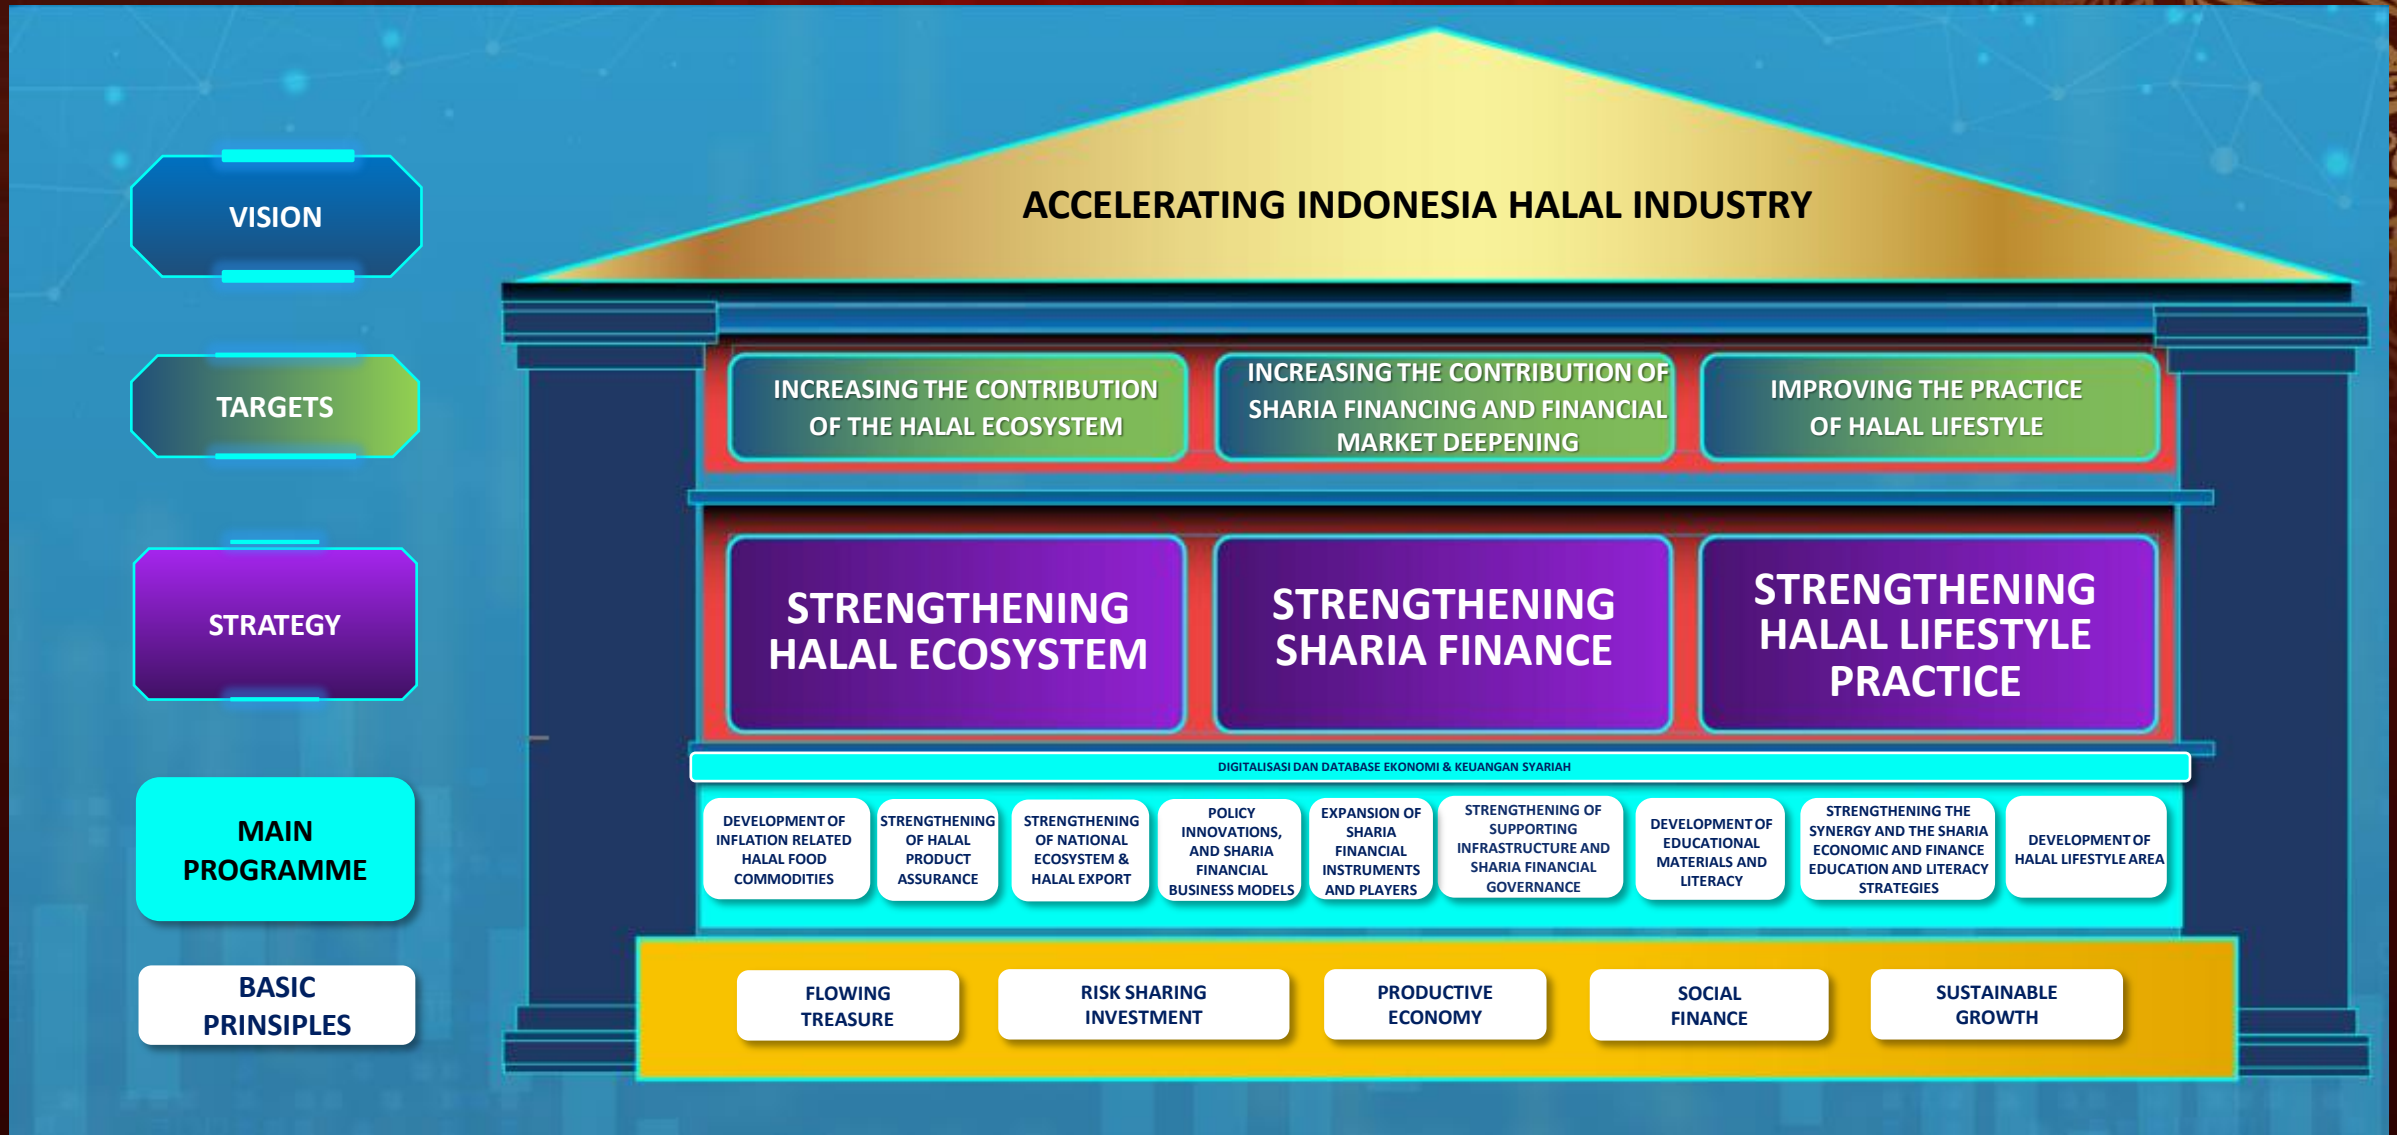 VISION
ACCELERATING INDONESIA HALAL INDUSTRY
TARGETS
INCREASING THE CONTRIBUTION
OF THE HALAL ECOSYSTEM
INCREASING THE CONTRIBUTION OF
SHARIA FINANCING AND FINANCIAL
MARKET DEEPENING
IMPROVING THE PRACTICE
OF HALAL LIFESTYLE
STRATEGY
STRENGTHENING
HALAL ECOSYSTEM
STRENGTHENING
SHARIA FINANCE
STRENGTHENING
HALAL LIFESTYLE
PRACTICE
DIGITALISASI DAN DATABASE EKONOMI & KEUANGAN SYARIAH
MAIN
PROGRAMME
DEVELOPMENT OF
INFLATION RELATED
HALAL FOOD
COMMODITIES
STRENGTHENING
OF HALAL
PRODUCT
ASSURANCE
STRENGTHENING
OF NATIONAL
ECOSYSTEM &
HALAL EXPORT
POLICY
INNOVATIONS,
AND SHARIA
FINANCIAL
BUSINESS MODELS
EXPANSION OF
SHARIA
FINANCIAL
INSTRUMENTS
AND PLAYERS
STRENGTHENING OF
SUPPORTING
INFRASTRUCTURE AND
SHARIA FINANCIAL
GOVERNANCE
DEVELOPMENT OF
EDUCATIONAL
MATERIALS AND
LITERACY
STRENGTHENING THE
SYNERGY AND THE SHARIA
ECONOMIC AND FINANCE
EDUCATION AND LITERACY
STRATEGIES
DEVELOPMENT OF
HALAL LIFESTYLE AREA
BASIC
PRINSIPLES
FLOWING
TREASURE
RISK SHARING
INVESTMENT
PRODUCTIVE
ECONOMY
SOCIAL
FINANCE
SUSTAINABLE
GROWTH